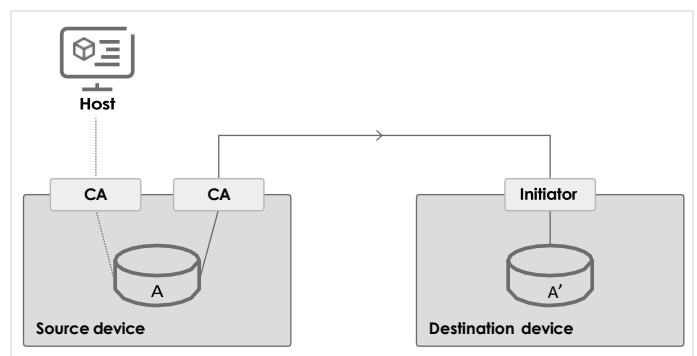 Host
CA
CA
Initiator
A
A′
Source device
Destination device